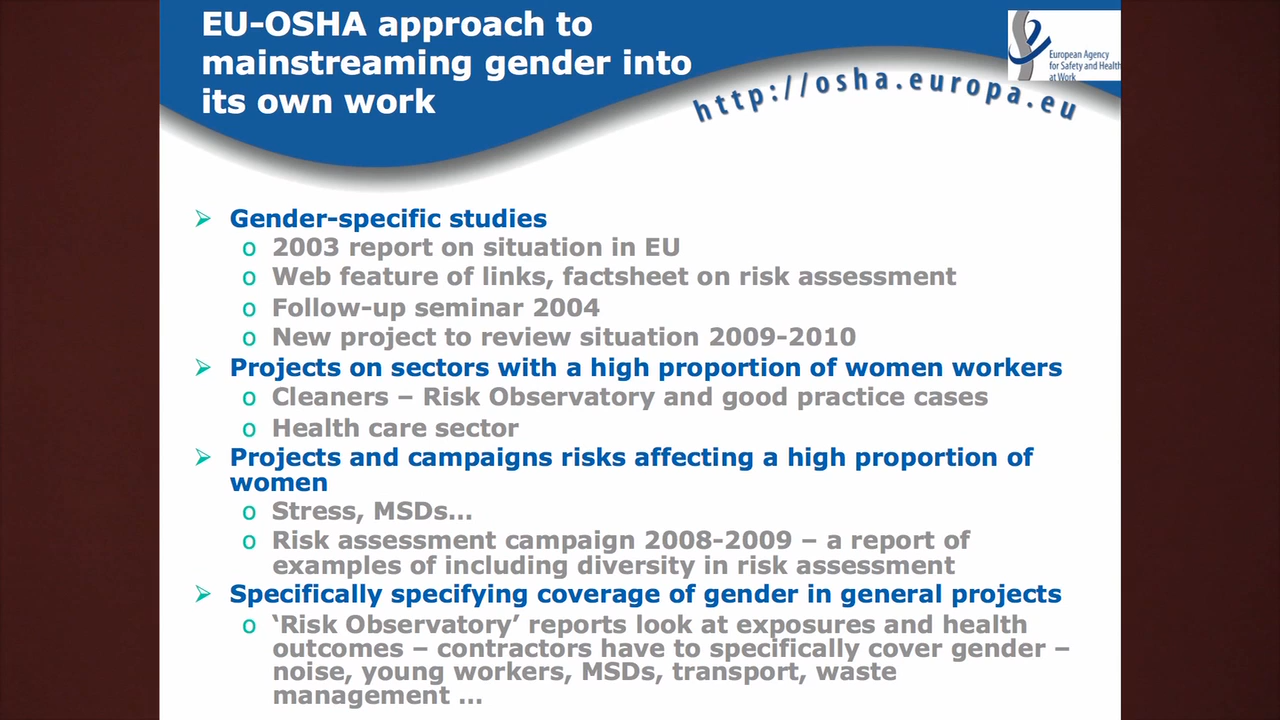 EU-OSHA approach to
mainstreaming gender into
its own work
European Agency
for Safety and Health
at Work
http://osha.europa.eu
➢ Gender-specific studies
o 2003 report on situation in EU
o Web feature of links, factsheet on risk assessment
o Follow-up seminar 2004
o New project to review situation 2009-2010
➢ Projects on sectors with a high proportion of women workers
o Cleaners – Risk Observatory and good practice cases
o Health care sector
➢ Projects and campaigns risks affecting a high proportion of
women
o Stress, MSDs…
o Risk assessment campaign 2008-2009 – a report of
examples of including diversity in risk assessment
➢ Specifically specifying coverage of gender in general projects
o ‘Risk Observatory’ reports look at exposures and health
outcomes – contractors have to specifically cover gender –
noise, young workers, MSDs, transport, waste
management …